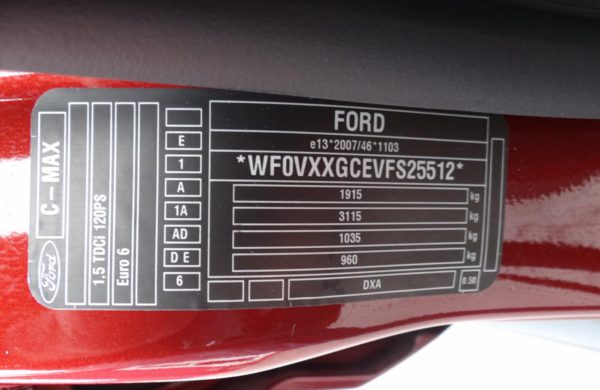 FORD
e13*2007/46*1103
*WF0VXXGCEVFS25512*
1915 kg
3115 kg
1035 kg
960 kg
DXA
0.50
E
1
A
1A
AD
D E
6
C-MAX
1,5 TDCI 120PS
Euro 6
Ford